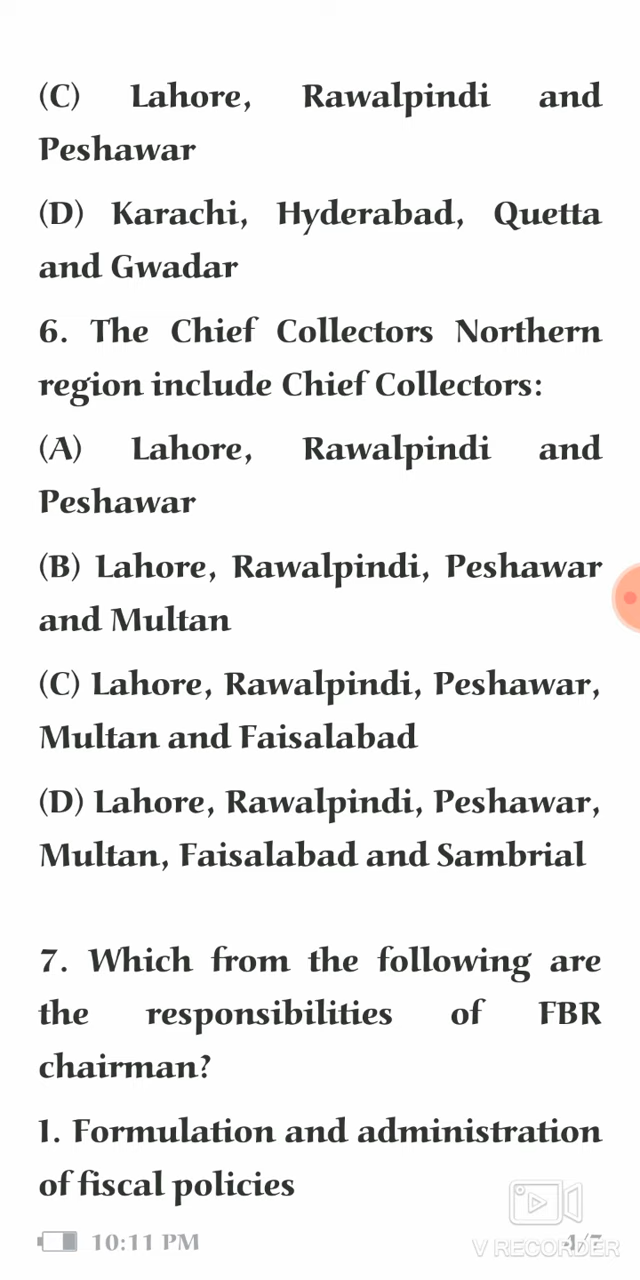 (C) Lahore, Rawalpindi and
Peshawar
(D) Karachi, Hyderabad, Quetta
and Gwadar
6. The Chief Collectors Northern
region include Chief Collectors:
(A) Lahore, Rawalpindi and
Peshawar
(B) Lahore, Rawalpindi, Peshawar
and Multan
(C) Lahore, Rawalpindi, Peshawar,
Multan and Faisalabad
(D) Lahore, Rawalpindi, Peshawar,
Multan, Faisalabad and Sambrial
7. Which from the following are
the responsibilities of FBR
chairman?
1. Formulation and administration
of fiscal policies
10:11 PM
V RECORDER